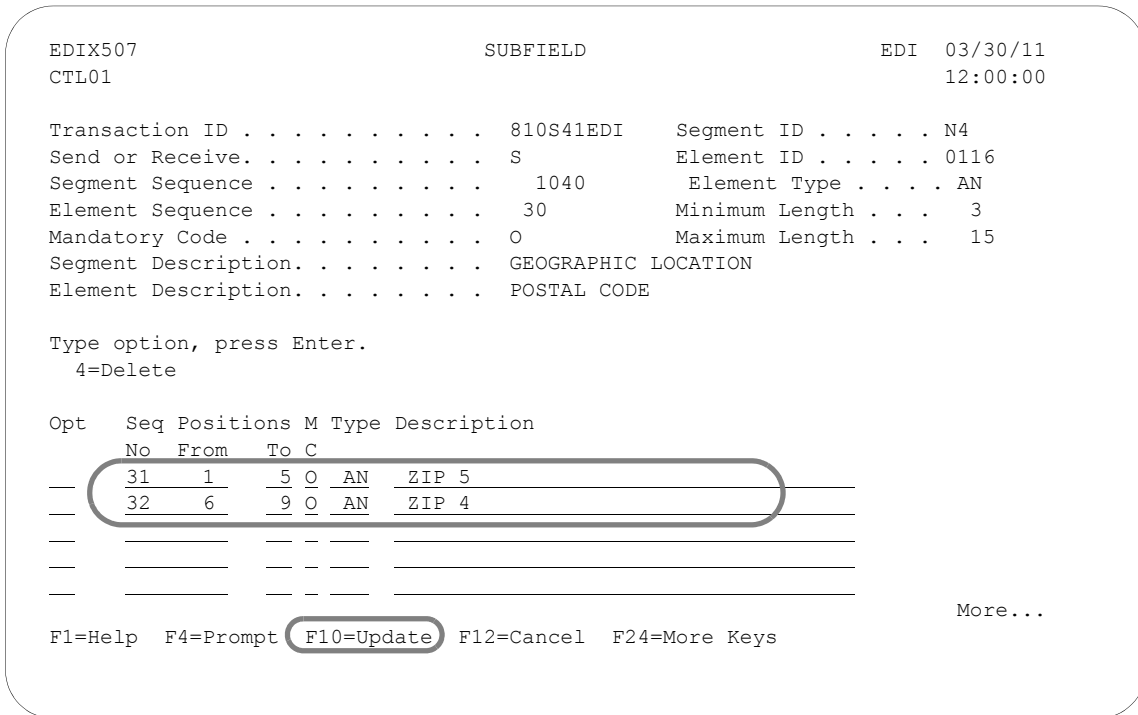 EDIX507 SUBFIELD EDI 03/30/11
CTL01 12:00:00
Transaction ID . . . . . . . . . . 810S41EDI Segment ID . . . . . N4
Send or Receive. . . . . . . . . . S Element ID . . . . . 0116
Segment Sequence . . . . . . . . . 1040 Element Type . . . . AN
Element Sequence . . . . . . . . . 30 Minimum Length . . . 3
Mandatory Code . . . . . . . . . . O Maximum Length . . . 15
Segment Description. . . . . . . . GEOGRAPHIC LOCATION
Element Description. . . . . . . . POSTAL CODE
Type option, press Enter.
4=Delete
Opt Seq Positions M Type Description
No From To C
31 1 5 O AN ZIP 5
32 6 9 O AN ZIP 4
More...
F1=Help F4=Prompt F10=Update F12=Cancel F24=More Keys